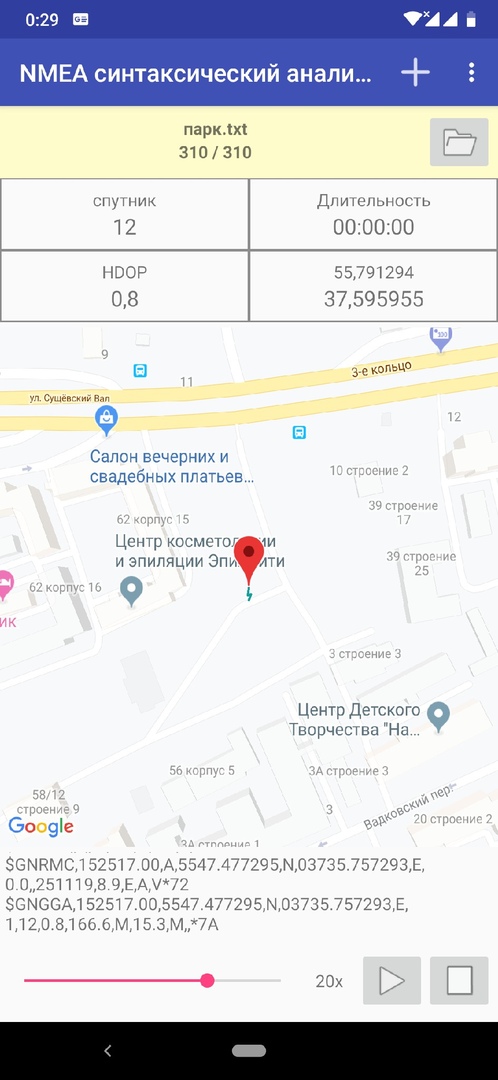 0:29
NMEA синтаксический анали...
парк.txt
310 / 310
спутник
12
Длительность
00:00:00
HDOP
0,8
55,791294
37,595955
9
100
3-е кольцо
11
ул. Сущёвский Вал
12
Салон вечерних и
свадебных платьев...
10 строение 2
39 строение
17
62 корпус 15
Центр косметологии
и эпиляции
39 строение
25
62 корпус 16
ик
3 строение 3
Центр Детского
Творчества "На...
56 корпус 5
3А строение 3
58/12
строение 9
3
Вадковский пер.
20 строение 2
Google
3А строение 1
$GNRMC,152517.00,A,5547.477295,N,03735.757293,E,
0.0,,251119,8.9,E,A,V*72
$GNGGA,152517.00,5547.477295,N,03735.757293,E,
1,12,0.8,166.6,M,15.3,M,,*7A
20x